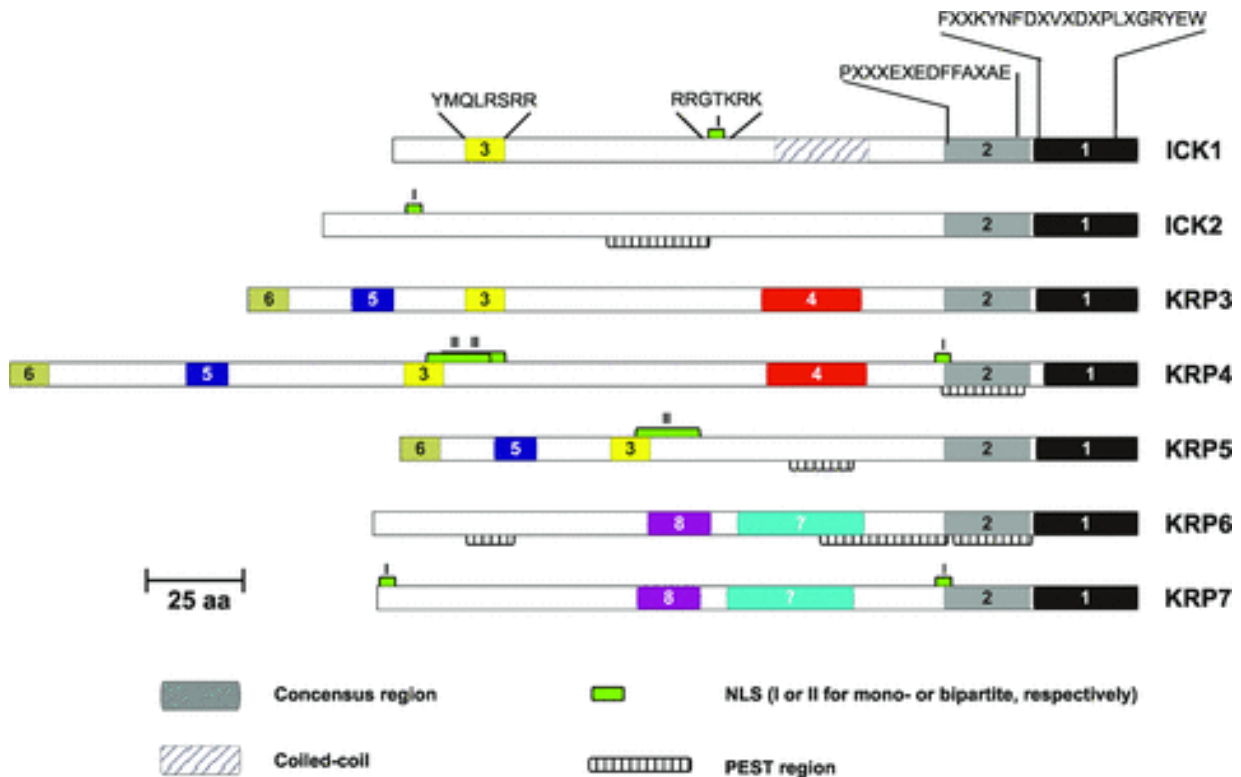 FXXKYNFDXVXDXPLXGRYEW
PXXXEXEDFFAXAE
YMQLRSRR RRGTKRK
I
3 2 1 ICK1
I
2 1 ICK2
6 5 3 4 2 1 KRP3
II II I
6 5 3 4 2 1 KRP4
II
6 5 3 2 1 KRP5
8 7 2 1 KRP6
I I
8 7 2 1 KRP7
25 aa
Concensus region NLS (I or II for mono- or bipartite, respectively)
Coiled-coil PEST region